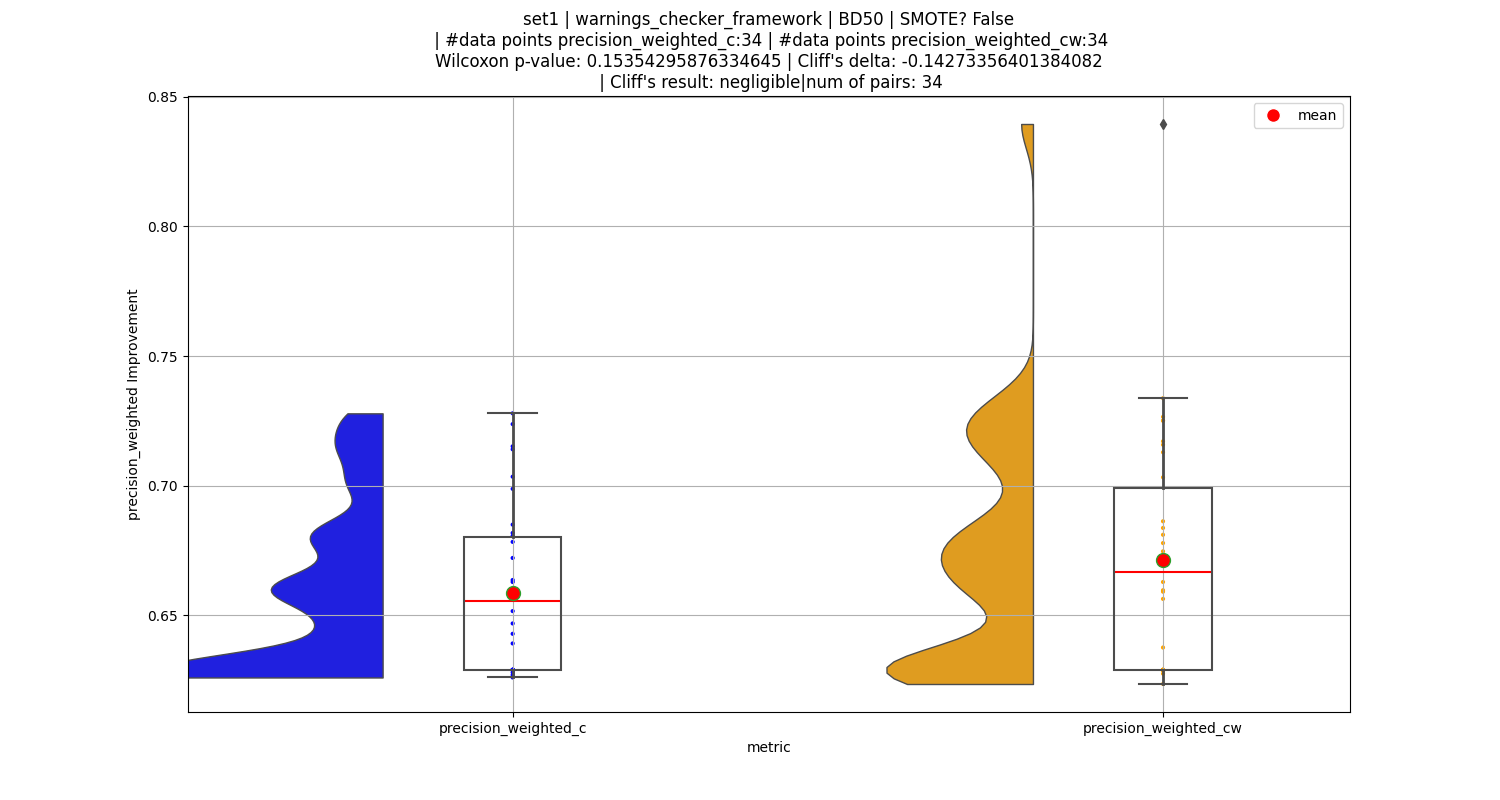 set1 | warnings_checker_framework | BD50 | SMOTE? False
| #data points precision_weighted_c:34 | #data points precision_weighted_cw:34
Wilcoxon p-value: 0.15354295876334645 | Cliff's delta: -0.14273356401384082
| Cliff's result: negligible|num of pairs: 34
mean
0.85
0.80
0.75
0.70
0.65
precision_weighted Improvement
precision_weighted_c
precision_weighted_cw
metric